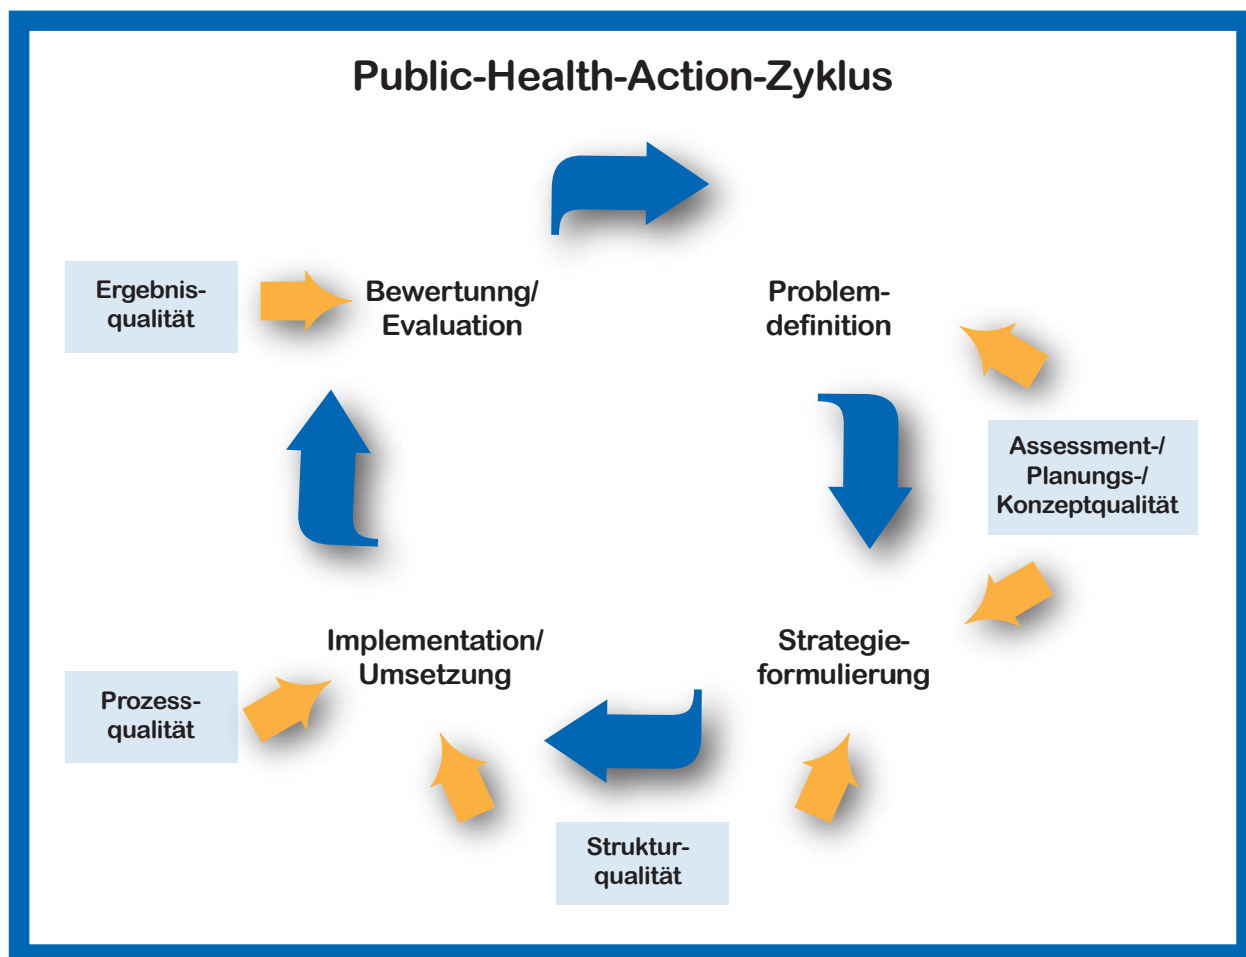 Public-Health-Action-Zyklus
Ergebnis-
qualität
Bewertunng/
Evaluation
Problem-
definition
Assessment-/
Planungs-/
Konzeptqualität
Implementation/
Umsetzung
Strategie-
formulierung
Prozess-
qualität
Struktur-
qualität